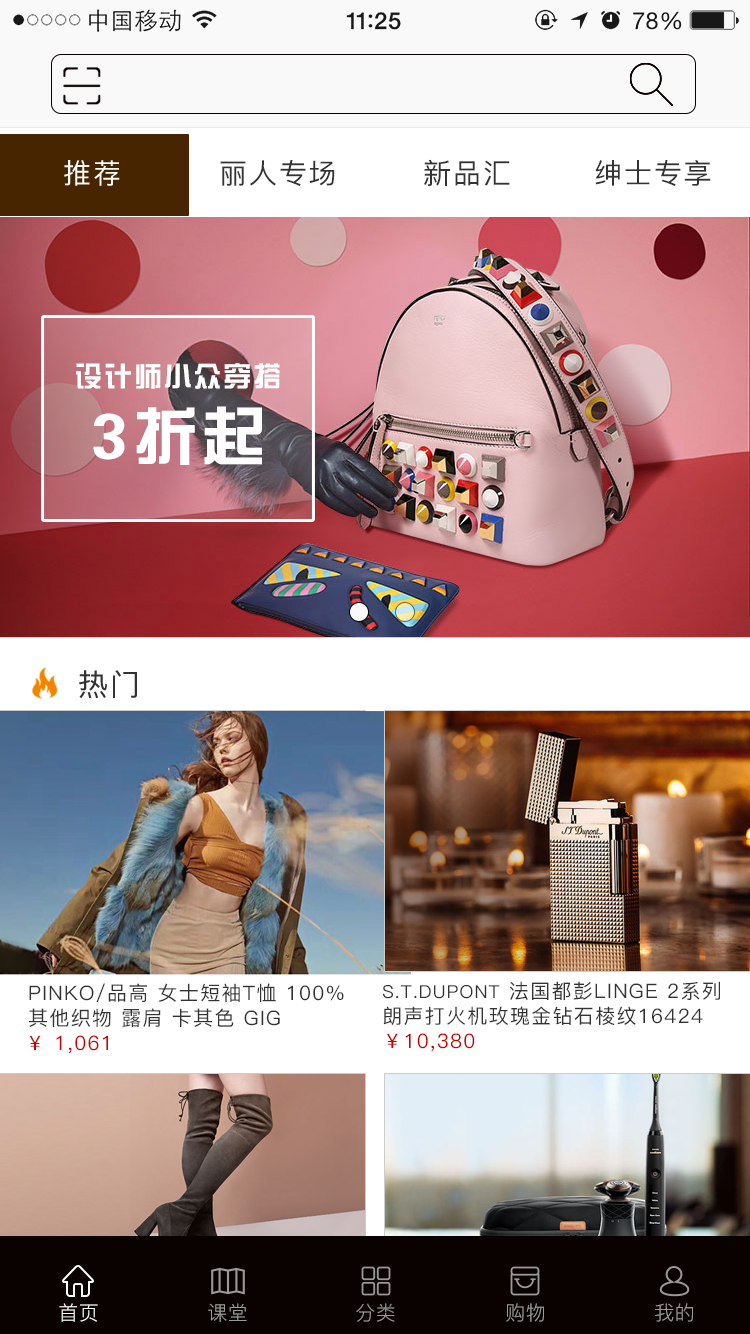 中国移动 11:25 78%
推荐 丽人专场 新品汇 绅士专享
设计师小众穿搭
3折起
热门
S.T. Dupont
PARIS
PINKO/品高 女士短袖T恤 100%
其他织物 露肩 卡其色 GIG
¥ 1,061
S.T.DUPONT 法国都彭LINGE 2系列
朗声打火机玫瑰金钻石棱纹16424
¥10,380
首页 课堂 分类 购物 我的